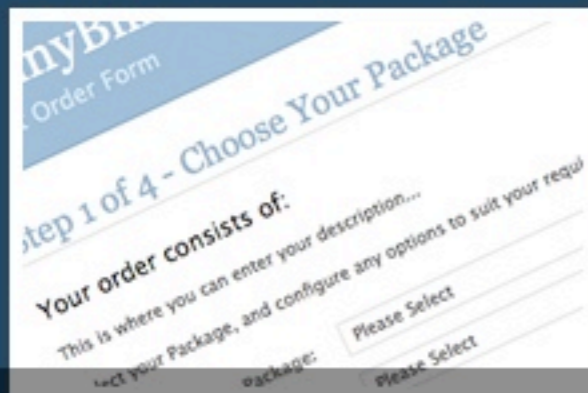 Order Form
Step 1 of 4 - Choose Your Package
Your order consists of:
This is where you can enter your description...
your Package, and configure any options to suit your
Package:
Please Select
Please Select